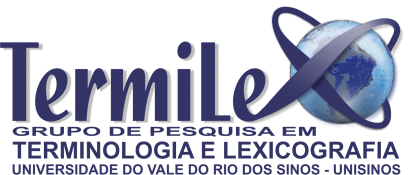 TermiLex
GRUPO DE PESQUISA EM
TERMINOLOGIA E LEXICOGRAFIA
UNIVERSIDADE DO VALE DO RIO DOS SINOS - UNISINOS